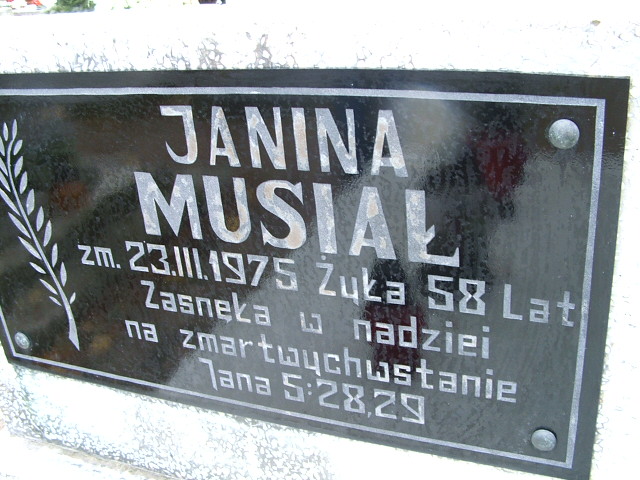 JANINA
MUSIAŁ
zm. 23.III.1975 Żyła 58 Lat
Zasnęła w nadziei
na zmartwychwstanie
Jana 5:28,29